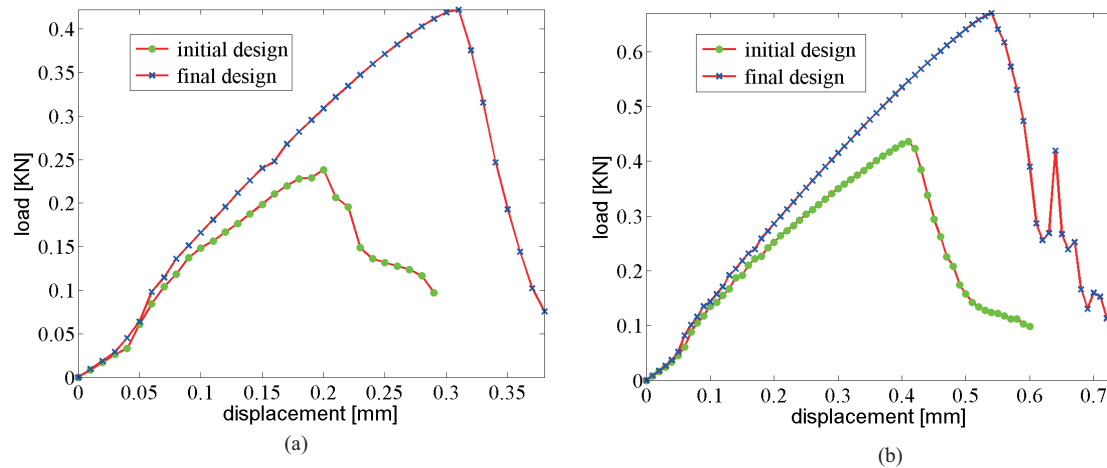 0.4
0.35
0.3
0.25
0.2
0.15
0.1
0.05
0
load [KN]
initial design
final design
0 0.05 0.1 0.15 0.2 0.25 0.3 0.35
displacement [mm]
(a)
0.6
0.5
0.4
0.3
0.2
0.1
0
load [KN]
initial design
final design
0 0.1 0.2 0.3 0.4 0.5 0.6 0.7
displacement [mm]
(b)